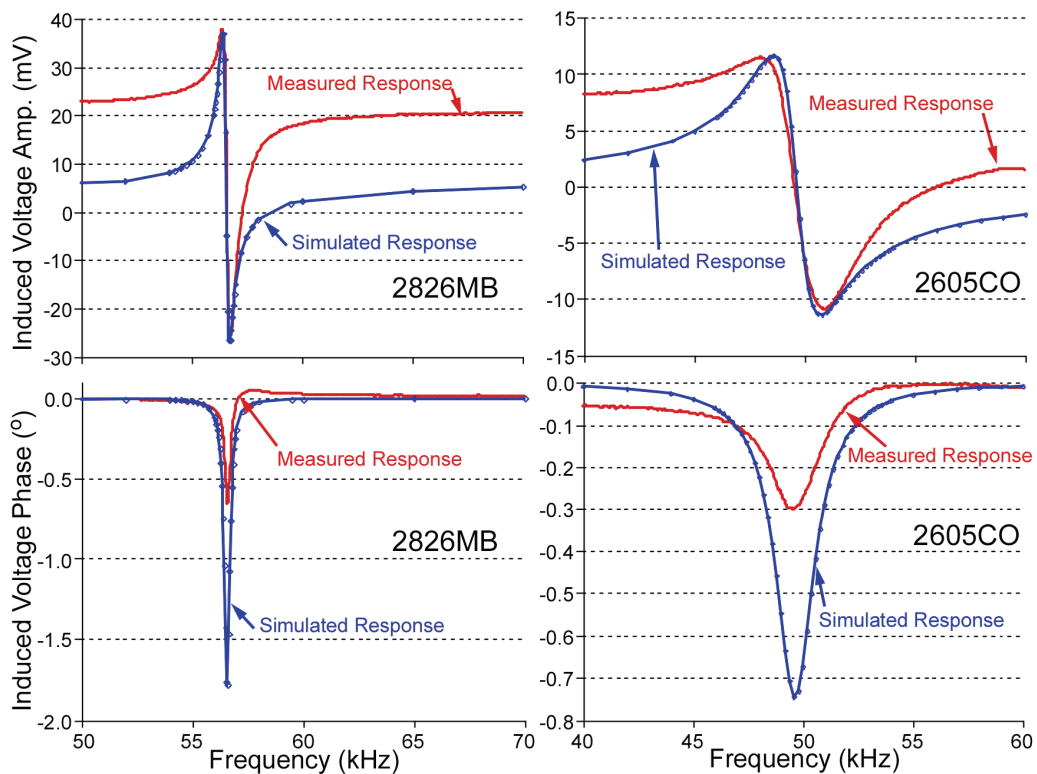 Induced Voltage Amp. (mV)
40
30
20
10
0
-10
-20
-30
Measured Response
Simulated Response
2826MB
15
10
5
0
-5
-10
-15
Measured Response
Simulated Response
2605CO
Induced Voltage Phase (º)
0.0
-0.5
-1.0
-1.5
-2.0
Measured Response
2826MB
Simulated Response
50 55 60 65 70
Frequency (kHz)
0.0
-0.1
-0.2
-0.3
-0.4
-0.5
-0.6
-0.7
-0.8
Measured Response
2605CO
Simulated Response
40 45 50 55 60
Frequency (kHz)